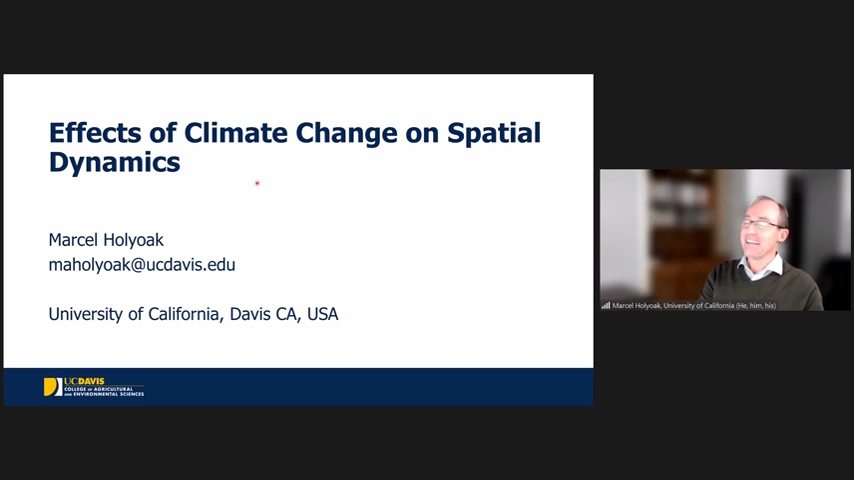 Effects of Climate Change on Spatial
Dynamics
Marcel Holyoak
maholyoak@ucdavis.edu
University of California, Davis CA, USA
UCDAVIS
COLLEGE OF AGRICULTURAL
AND ENVIRONMENTAL SCIENCES
Marcel Holyoak, University of California (He, him, his)